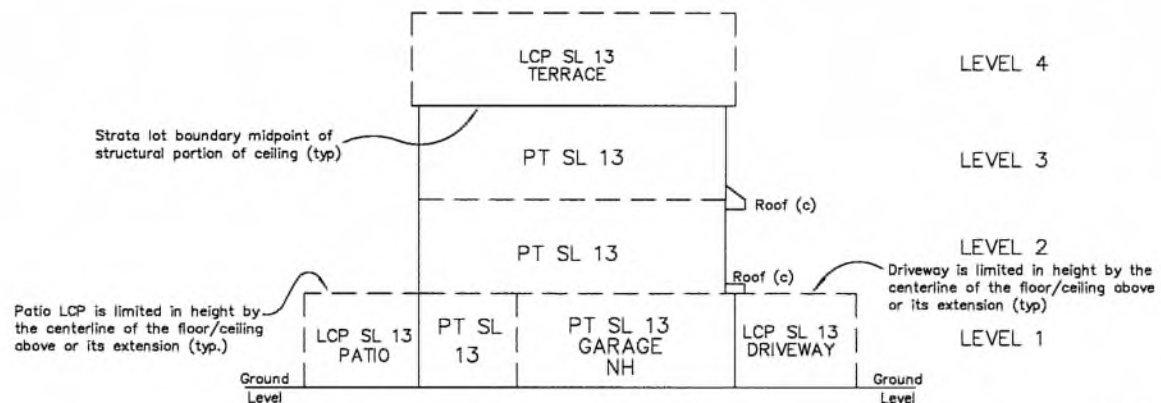 LCP SL 13
TERRACE
LEVEL 4
Strata lot boundary midpoint of
structural portion of ceiling (typ)
PT SL 13
LEVEL 3
Roof (c)
PT SL 13
LEVEL 2
Roof (c)
Driveway is limited in height by the
centerline of the floor/ceiling above
or its extension (typ)
Patio LCP is limited in height by
the centerline of the floor/ceiling
above or its extension (typ.)
LCP SL 13
PATIO
PT SL
13
PT SL 13
GARAGE
NH
LCP SL 13
DRIVEWAY
LEVEL 1
Ground
Level
Ground
Level